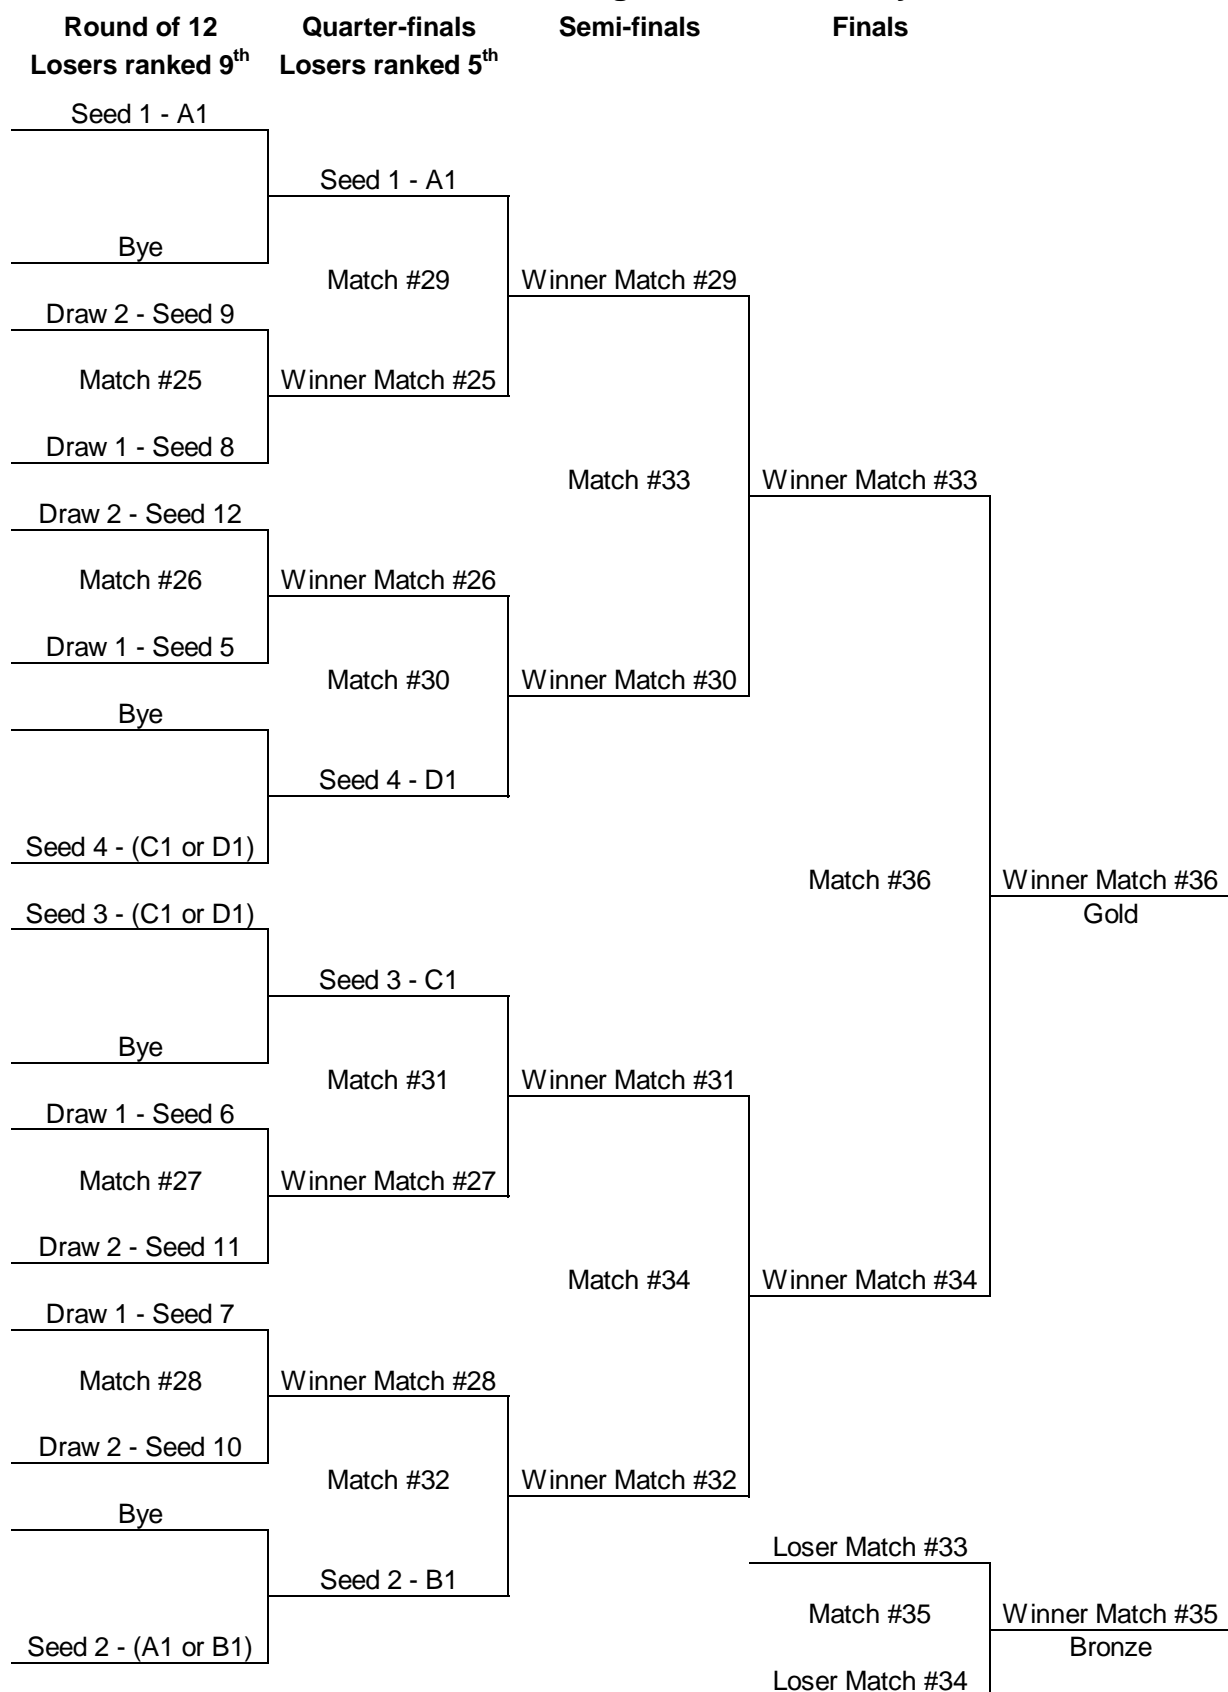 Round of 12
Losers ranked 9th
Quarter-finals
Losers ranked 5th
Semi-finals
Finals
Seed 1 - A1
Seed 1 - A1
Bye
Match #29
Winner Match #29
Draw 2 - Seed 9
Match #25
Winner Match #25
Draw 1 - Seed 8
Match #33
Winner Match #33
Draw 2 - Seed 12
Match #26
Winner Match #26
Draw 1 - Seed 5
Match #30
Winner Match #30
Bye
Seed 4 - D1
Seed 4 - (C1 or D1)
Match #36
Winner Match #36
Seed 3 - (C1 or D1)
Gold
Seed 3 - C1
Bye
Match #31
Winner Match #31
Draw 1 - Seed 6
Match #27
Winner Match #27
Draw 2 - Seed 11
Match #34
Winner Match #34
Draw 1 - Seed 7
Match #28
Winner Match #28
Draw 2 - Seed 10
Match #32
Winner Match #32
Bye
Loser Match #33
Seed 2 - B1
Match #35
Winner Match #35
Seed 2 - (A1 or B1)
Bronze
Loser Match #34